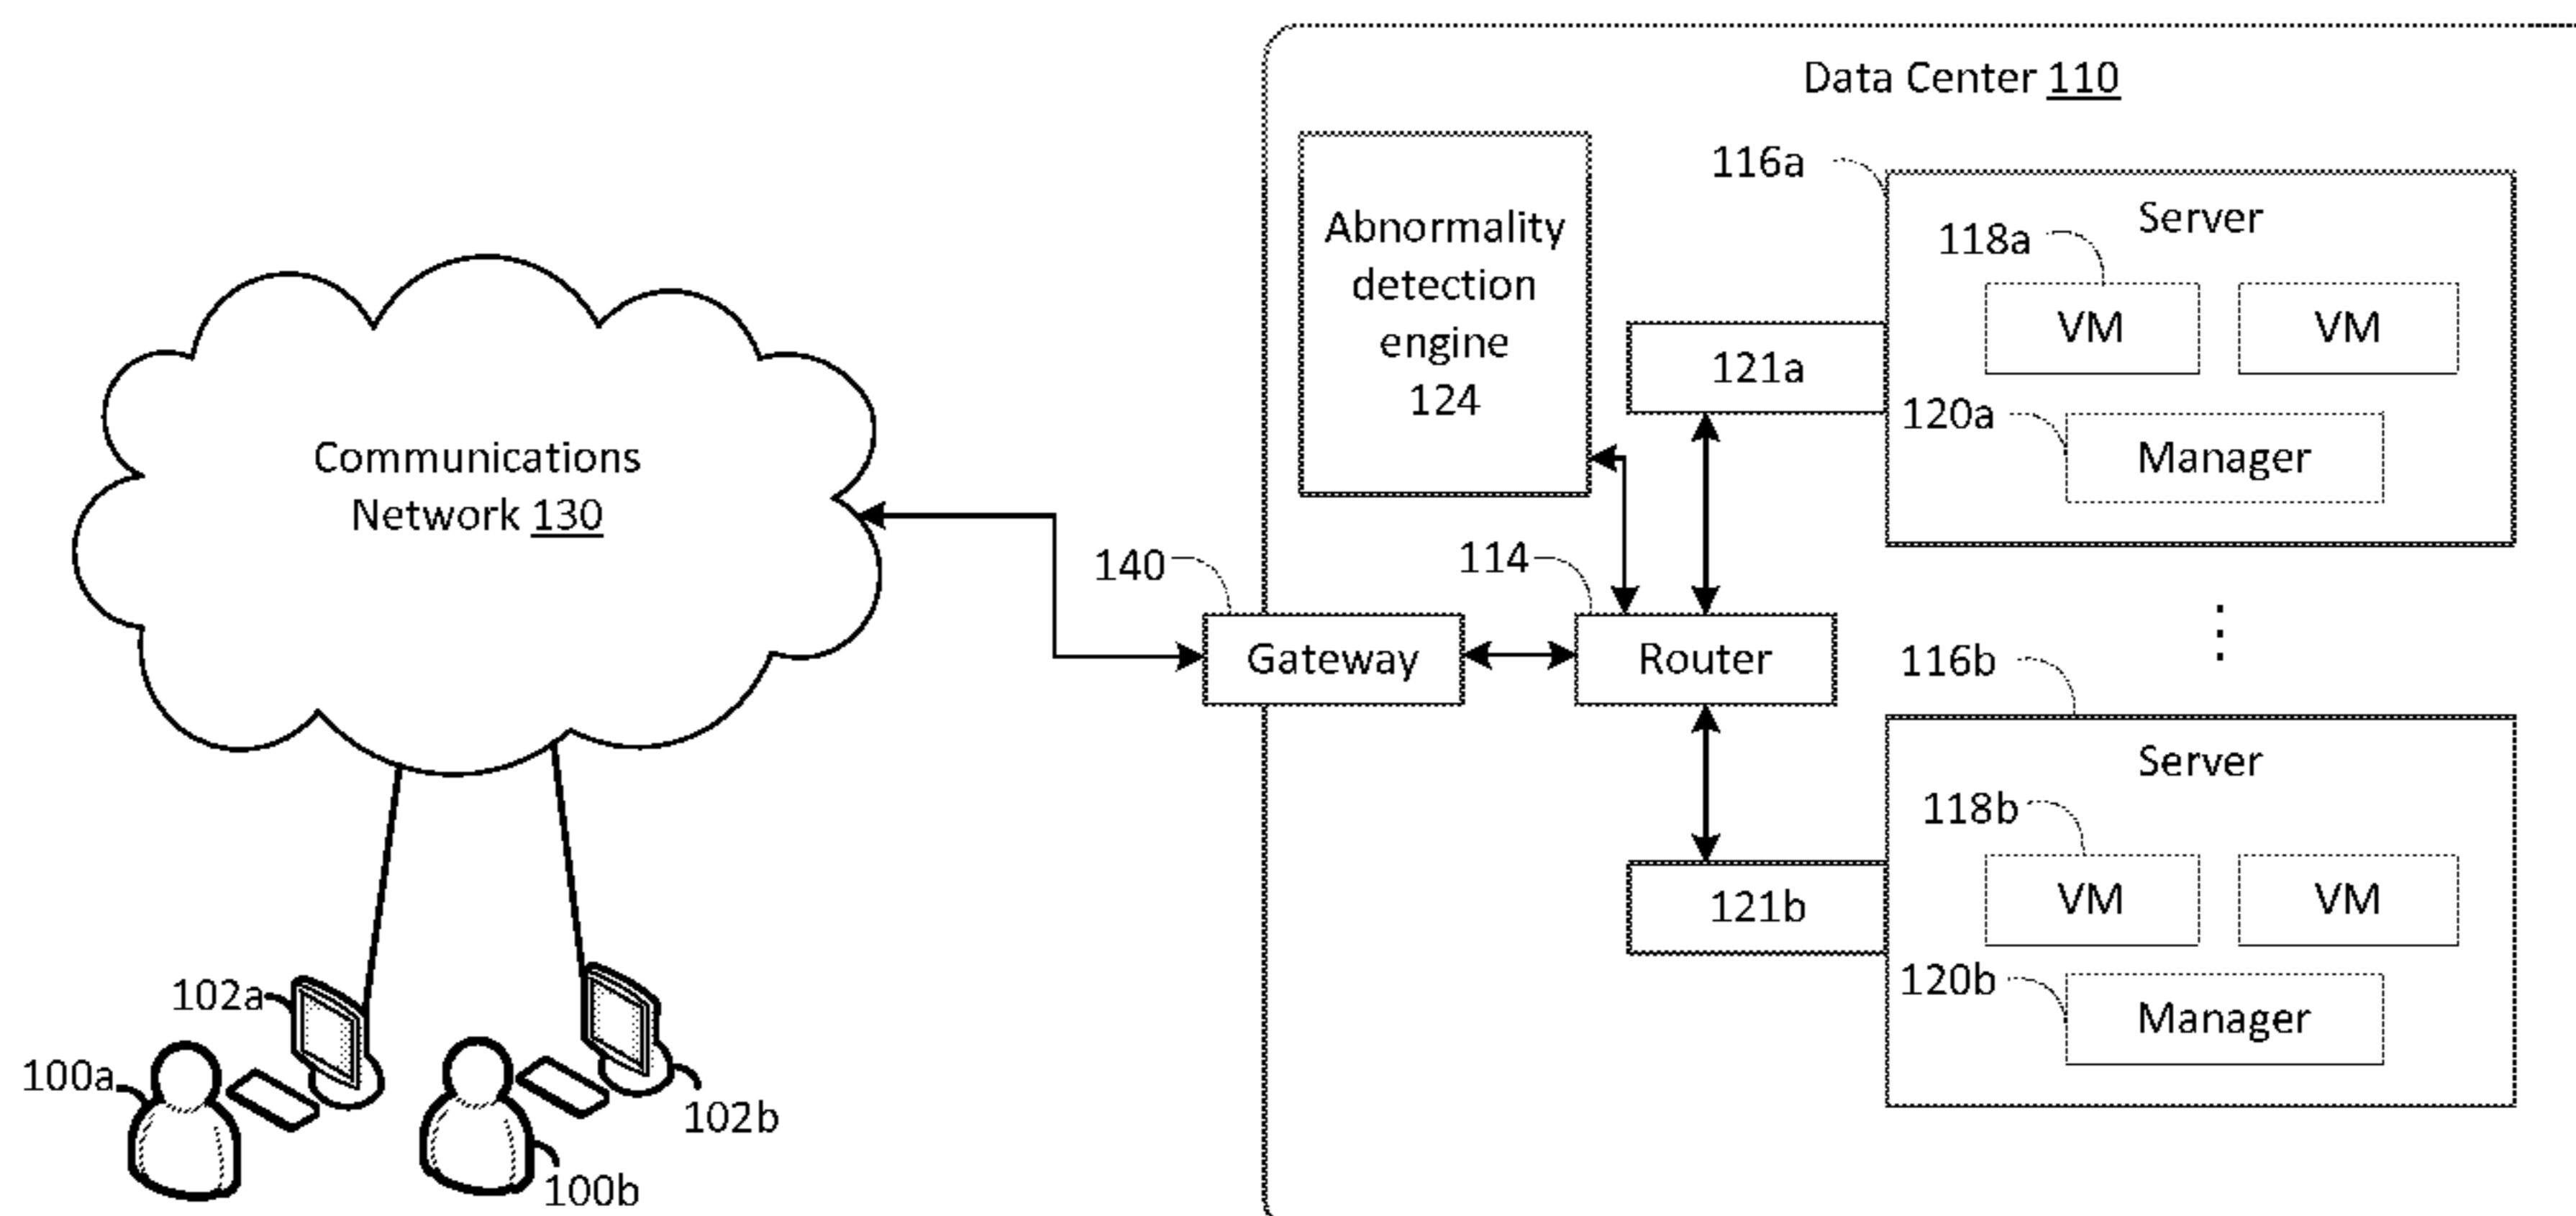 Data Center 110
116a
Server
118a
VM
VM
120a
Manager
Abnormality
detection
engine
124
121a
Communications
Network 130
140
114
Gateway
Router
116b
Server
118b
VM
VM
121b
120b
Manager
102a
100a
102b
100b